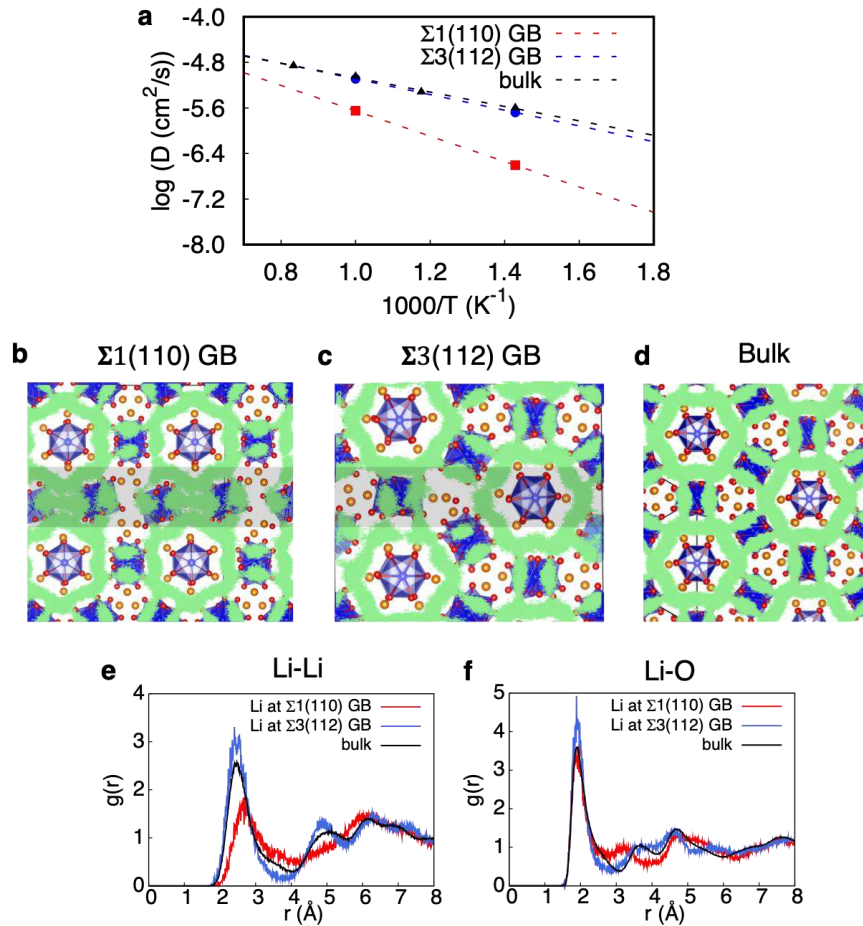 a
log (D (cm²/s))
-4.0
-4.8
-5.6
-6.4
-7.2
-8.0
Σ1(110) GB
Σ3(112) GB
bulk
0.8 1.0 1.2 1.4 1.6 1.8
1000/T (K⁻¹)
b Σ1(110) GB
c Σ3(112) GB
d Bulk
e Li-Li
g(r)
4
3
2
1
0
Li at Σ1(110) GB
Li at Σ3(112) GB
bulk
0 1 2 3 4 5 6 7 8
r (Å)
f Li-O
g(r)
5
4
3
2
1
0
Li at Σ1(110) GB
Li at Σ3(112) GB
bulk
0 1 2 3 4 5 6 7 8
r (Å)